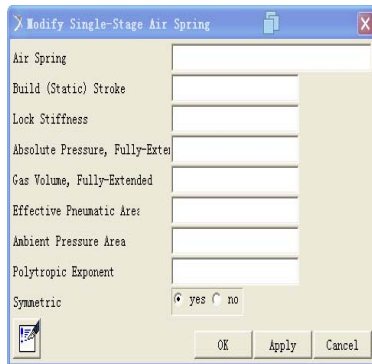 Modify Single-Stage Air Spring
Air Spring
Build (Static) Stroke
Lock Stiffness
Absolute Pressure, Fully-Exte
Gas Volume, Fully-Extended
Effective Pneumatic Area
Ambient Pressure Area
Polytropic Exponent
Symmetric yes no
OK Apply Cancel